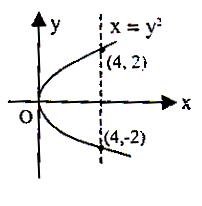 y
x = y²
(4, 2)
x
O
(4,-2)